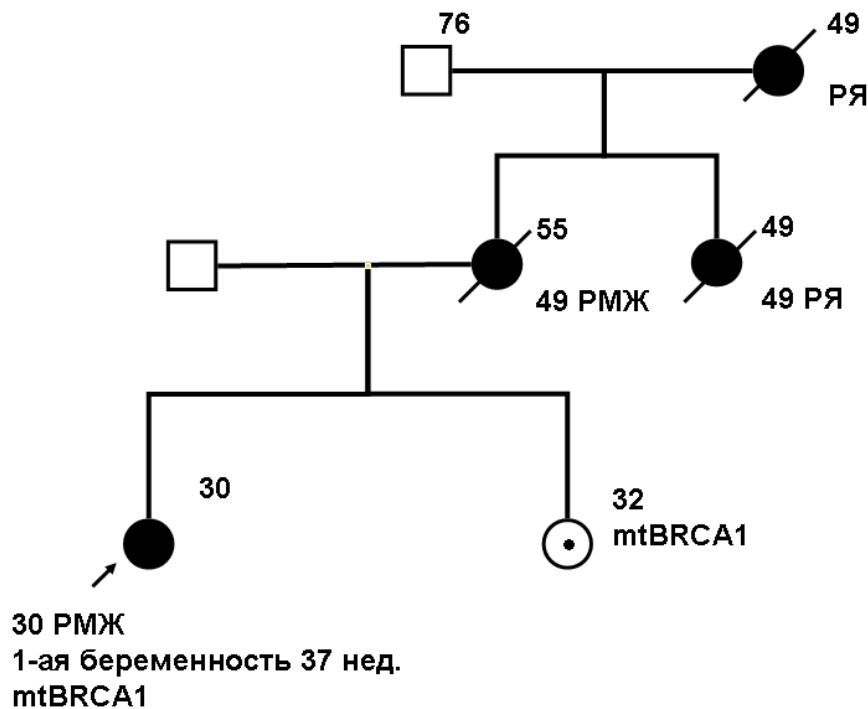 76
49
РЯ
55
49 РМЖ
49
49 РЯ
30
32
mtBRCA1
30 РМЖ
1-ая беременность 37 нед.
mtBRCA1